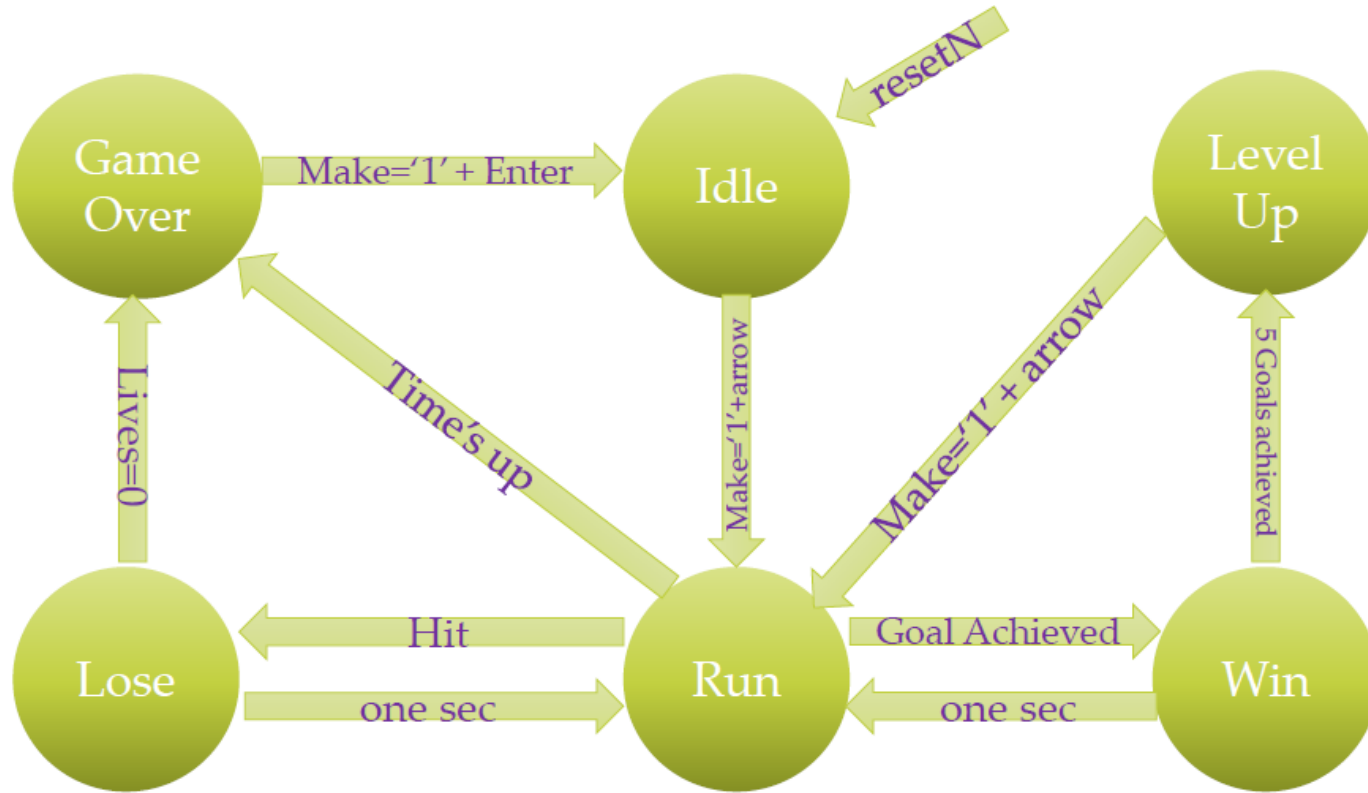 resetN
Game
Over
Make=‘1’ + Enter
Idle
Level
Up
Lives=0
Time’s up
Make=‘1’+arrow
Make=‘1’ + arrow
5 Goals achieved
Lose
Hit
one sec
Run
Goal Achieved
one sec
Win